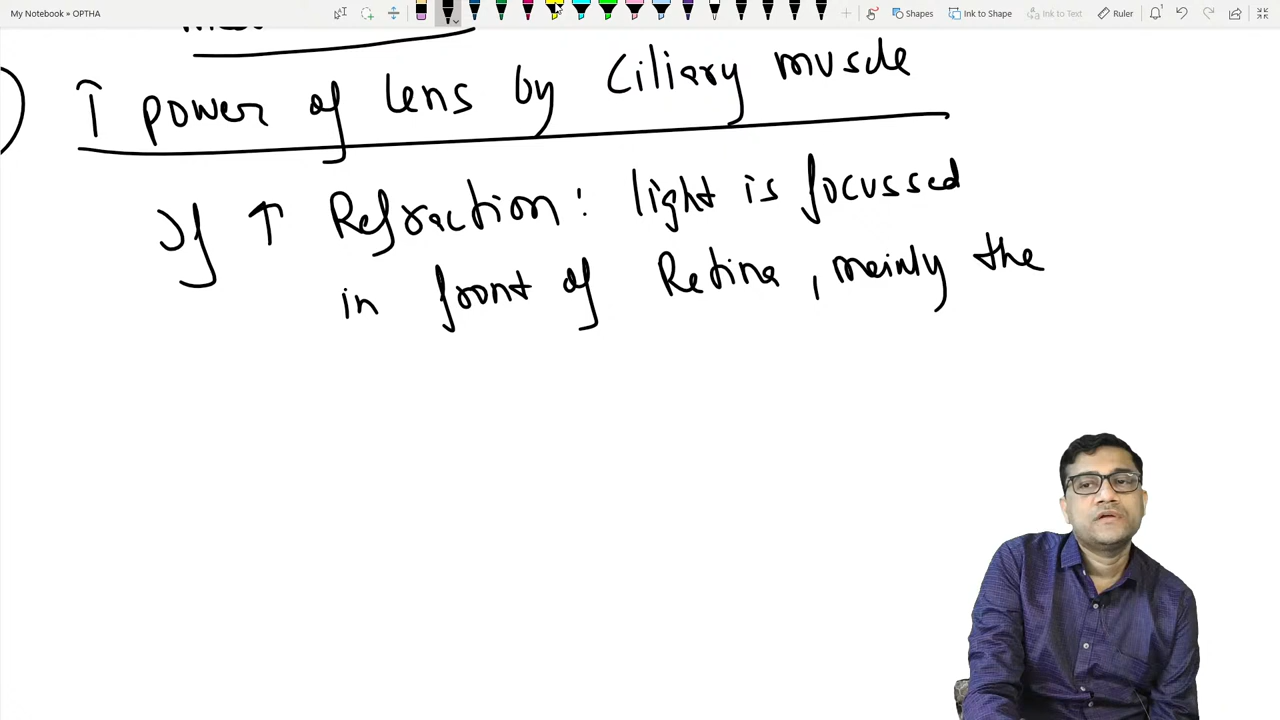 My Notebook » OPTHA
Shapes
Ink to Shape
Ink to Text
Ruler
↑ power of lens by Ciliary muscle
If ↑ Refraction : light is focussed
in front of Retina , mainly the